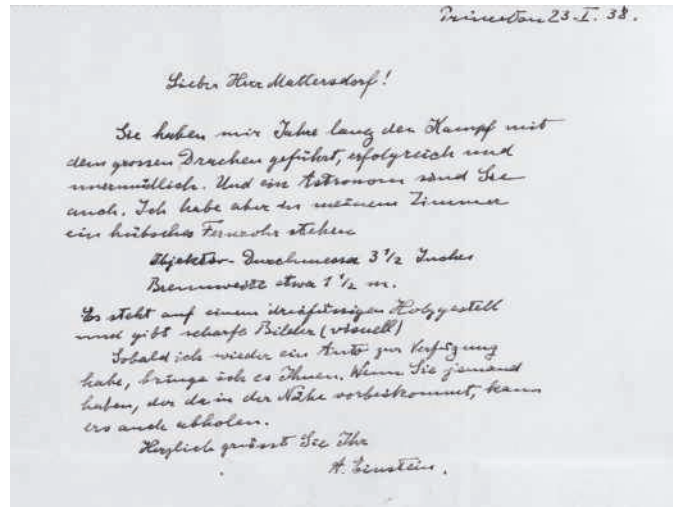 Princeton 23. I. 38.
Lieber Herr Mattersdorf!
Sie haben mir Jahre lang den Kampf mit
dem grossen Drachen geführt, erfolgreich und
unermüdlich. Und ein Astronom sind Sie
auch. Ich habe aber in meinem Zimmer
ein hübsches Fernrohr stehen
Objektiv-Durchmesser 3 1/2 Inches
Brennweite etwa 1 1/2 m.
Es steht auf einem dreifüssigen Holzgestell
und gibt scharfe Bilder (visuell)
Sobald ich wieder ein Auto zur Verfügung
habe, bringe ich es Ihnen. Wenn Sie jemand
haben, der da in der Nähe vorbeikommt, kann
ers auch abholen.
Herzlich grüsst Sie Ihr
A. Einstein.